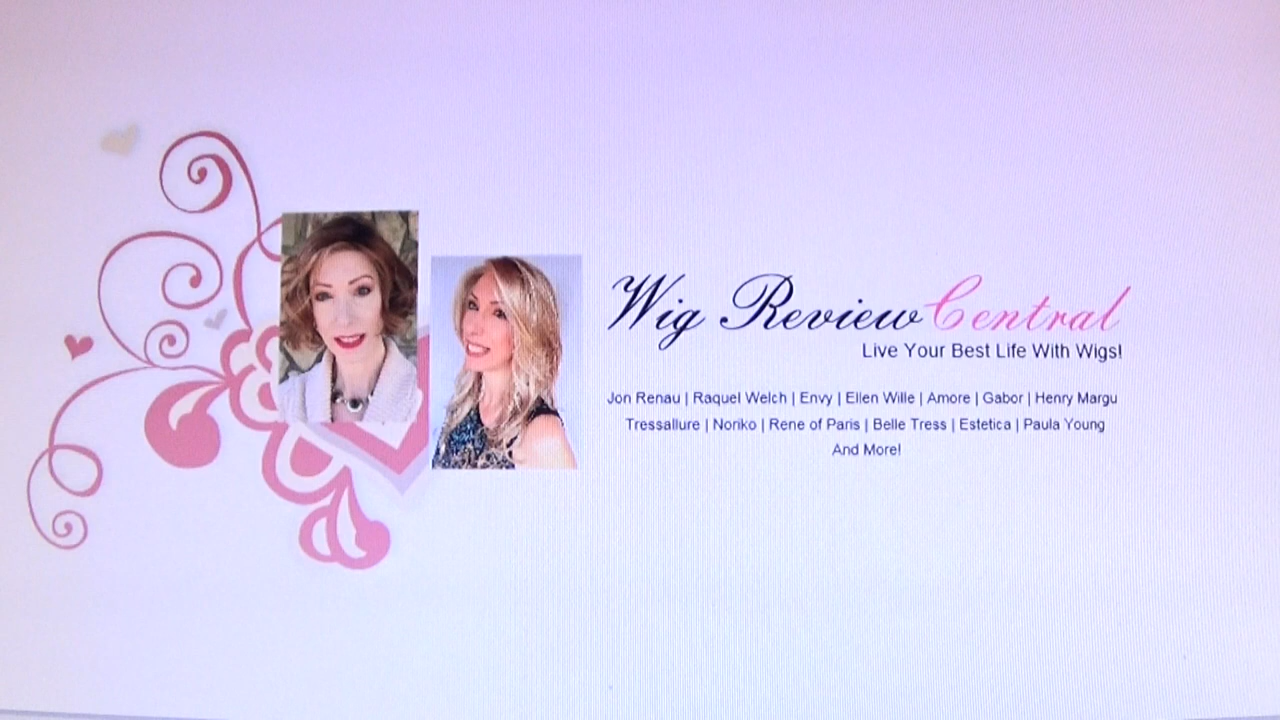 Wig Review Central
Live Your Best Life With Wigs!
Jon Renau | Raquel Welch | Envy | Ellen Wille | Amore | Gabor | Henry Margu
Tressallure | Noriko | Rene of Paris | Belle Tress | Estetica | Paula Young
And More!